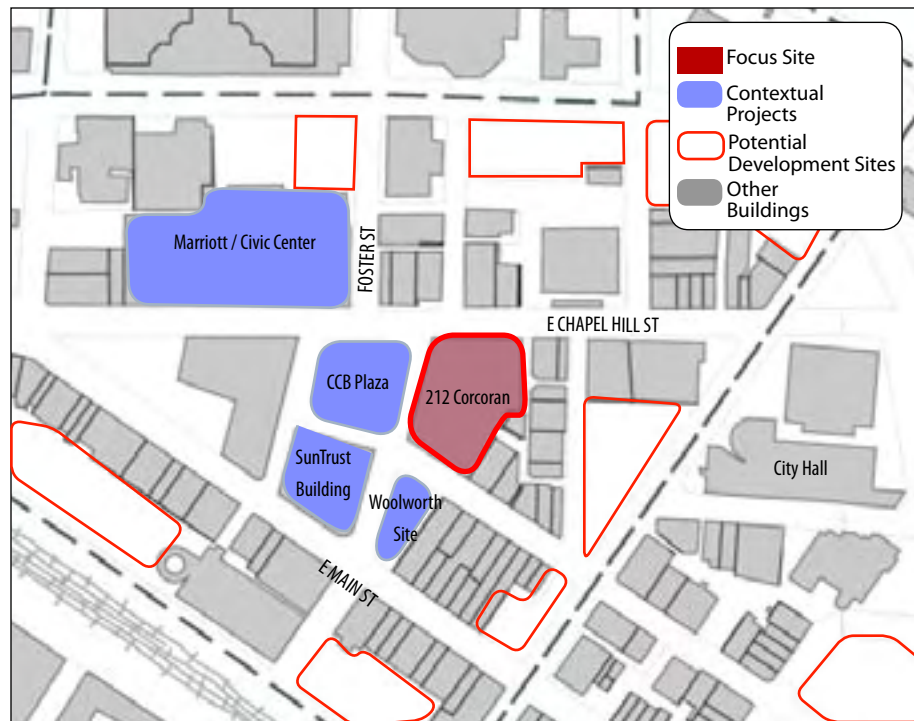 Focus Site
Contextual
Projects
Potential
Development Sites
Other
Buildings
Marriott / Civic Center
FOSTER ST
E CHAPEL HILL ST
CCB Plaza
212 Corcoran
SunTrust
Building
Woolworth
Site
City Hall
E MAIN ST